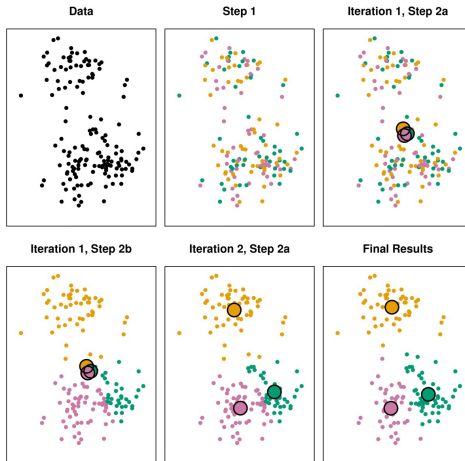 Data
Step 1
Iteration 1, Step 2a
Iteration 1, Step 2b
Iteration 2, Step 2a
Final Results